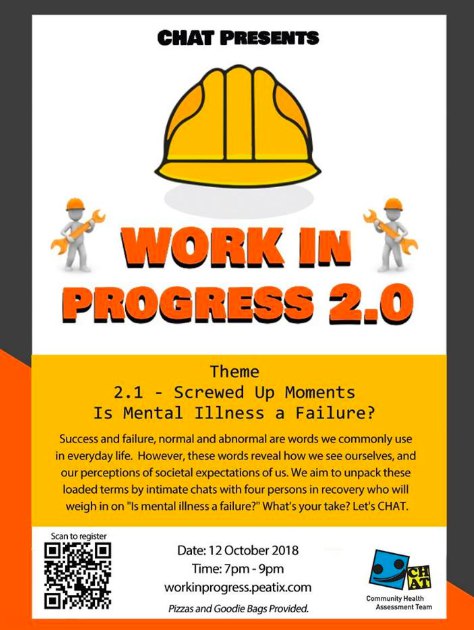 CHAT PRESENTS
WORK IN
PROGRESS 2.0
Theme
2.1 - Screwed Up Moments
Is Mental Illness a Failure?
Success and failure, normal and abnormal are words we commonly use
in everyday life. However, these words reveal how we see ourselves, and
our perceptions of societal expectations of us. We aim to unpack these
loaded terms by intimate chats with four persons in recovery who will
weigh in on "Is mental illness a failure?" What's your take? Let's CHAT.
Scan to register
Date: 12 October 2018
Time: 7pm - 9pm
workinprogress.peatix.com
Pizzas and Goodie Bags Provided.
CH
AT
Community Health
Assessment Team